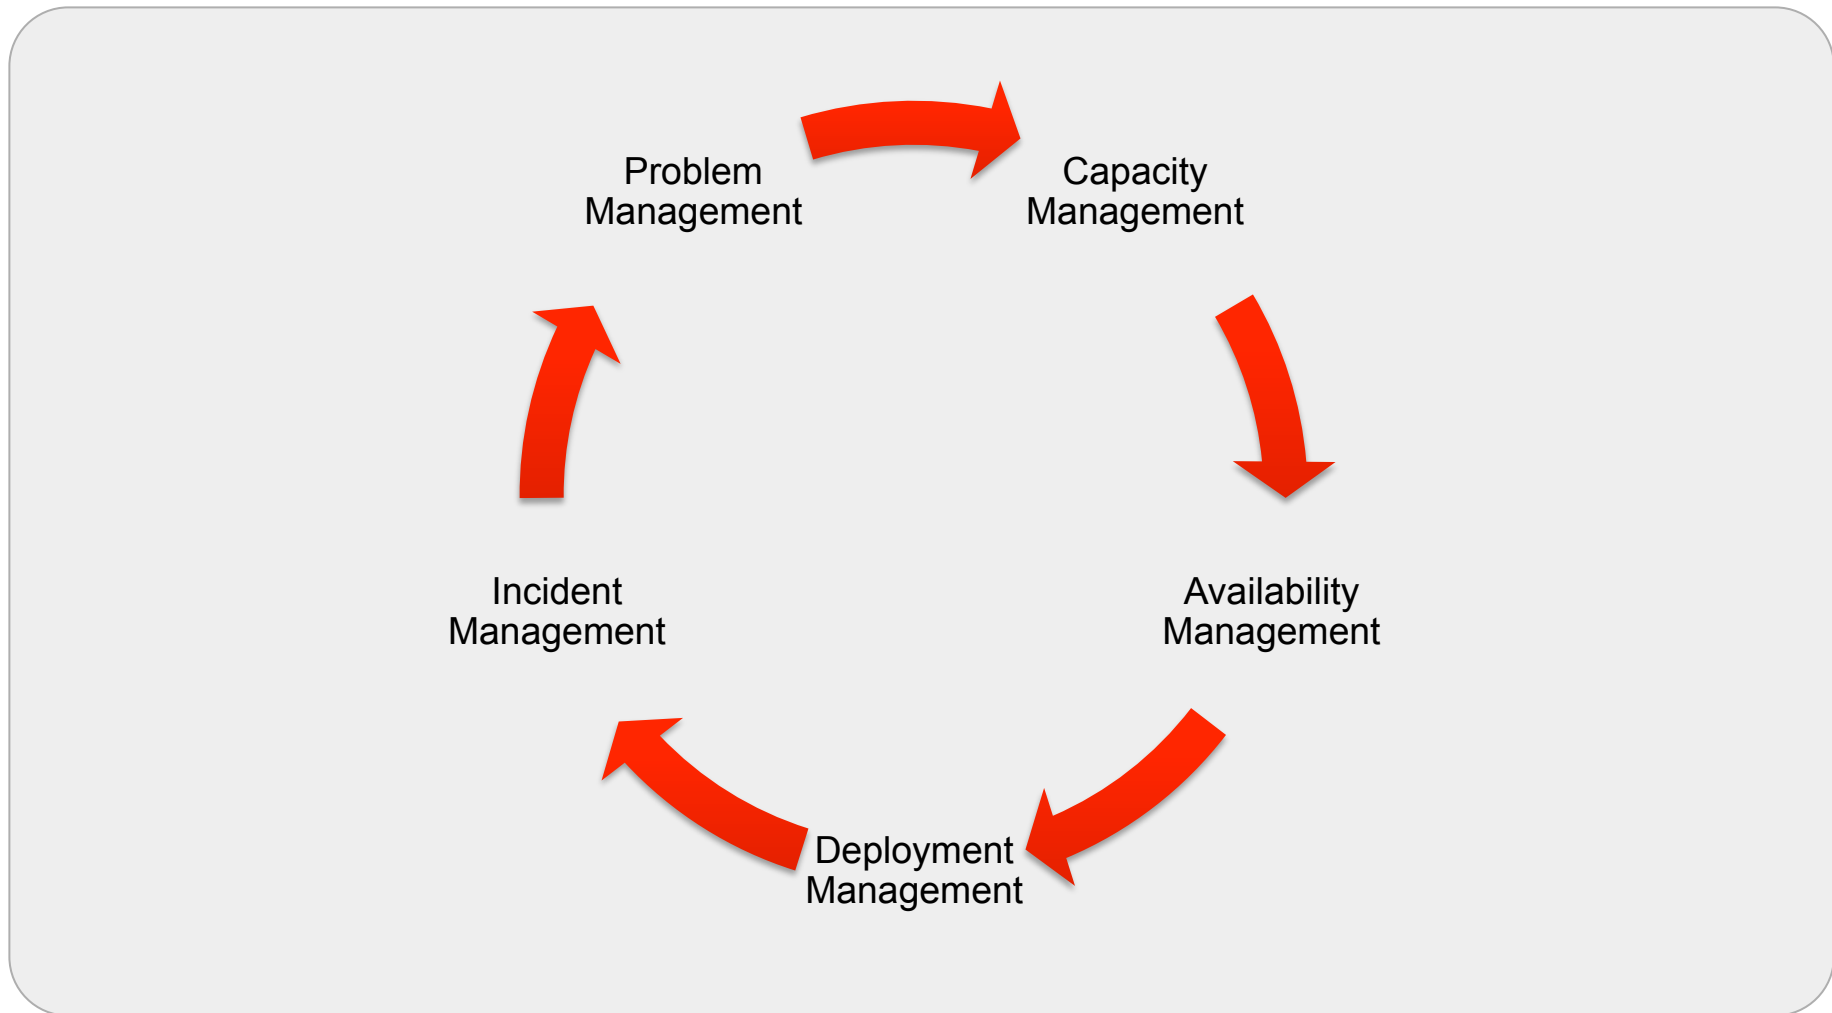 Problem
Management
Capacity
Management
Incident
Management
Availability
Management
Deployment
Management